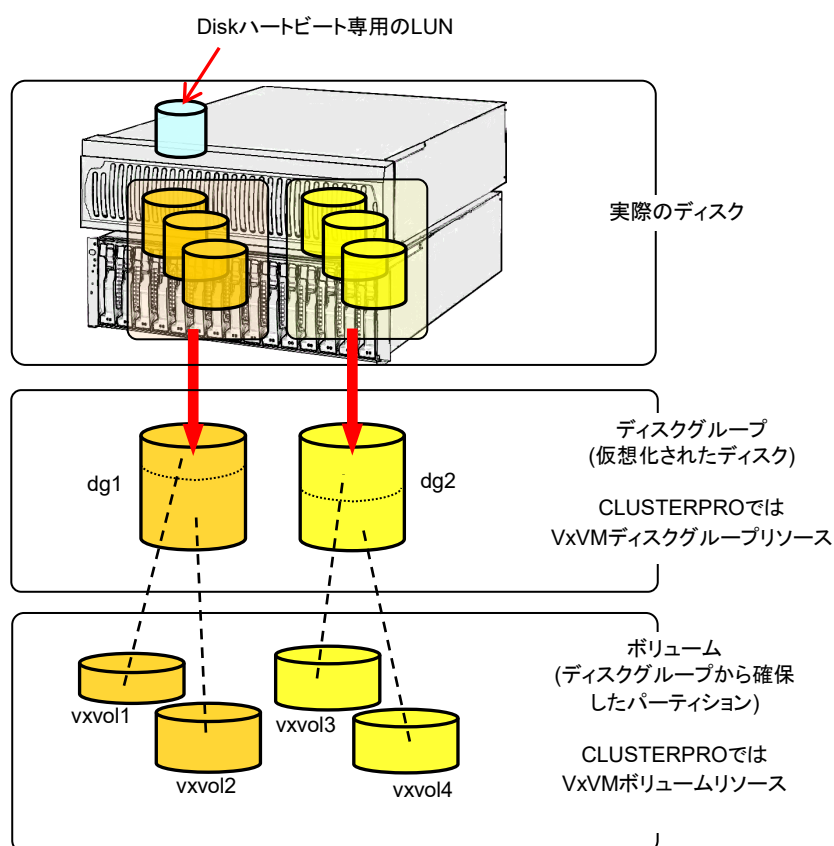 Diskハートビート専用のLUN
実際のディスク
ディスクグループ
(仮想化されたディスク)
dg1
dg2
CLUSTERPROでは
VxVMディスクグループリソース
ボリューム
(ディスクグループから確保
したパーティション)
vxvol1
vxvol3
CLUSTERPROでは
VxVMボリュームリソース
vxvol2
vxvol4